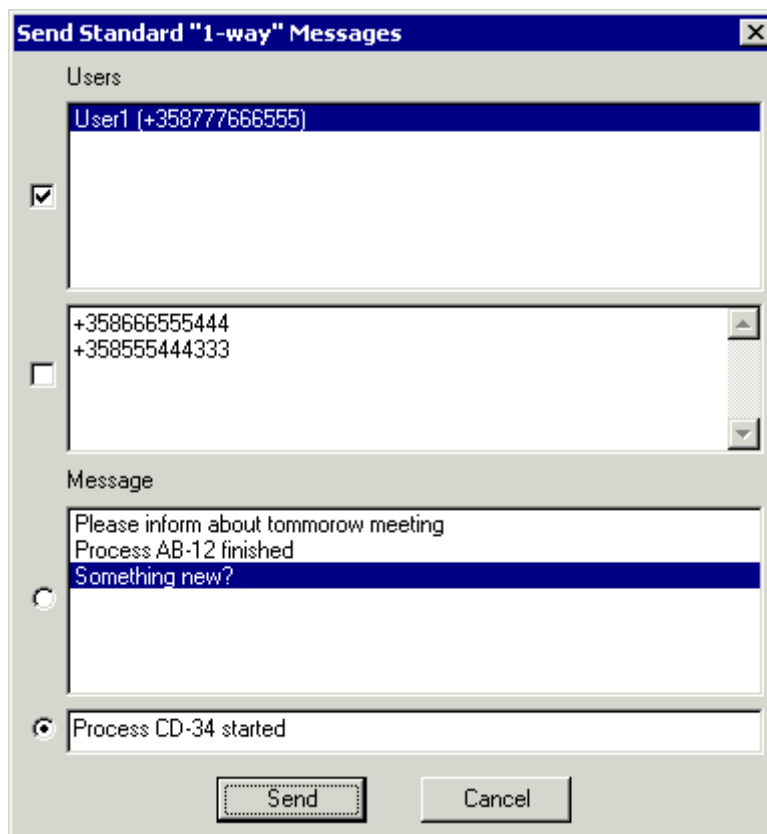 Send Standard "1-way" Messages
Users
User1 (+358777666555)
+358666555444
+358555444333
Message
Please inform about tommorow meeting
Process AB-12 finished
Something new?
Process CD-34 started
Send Cancel